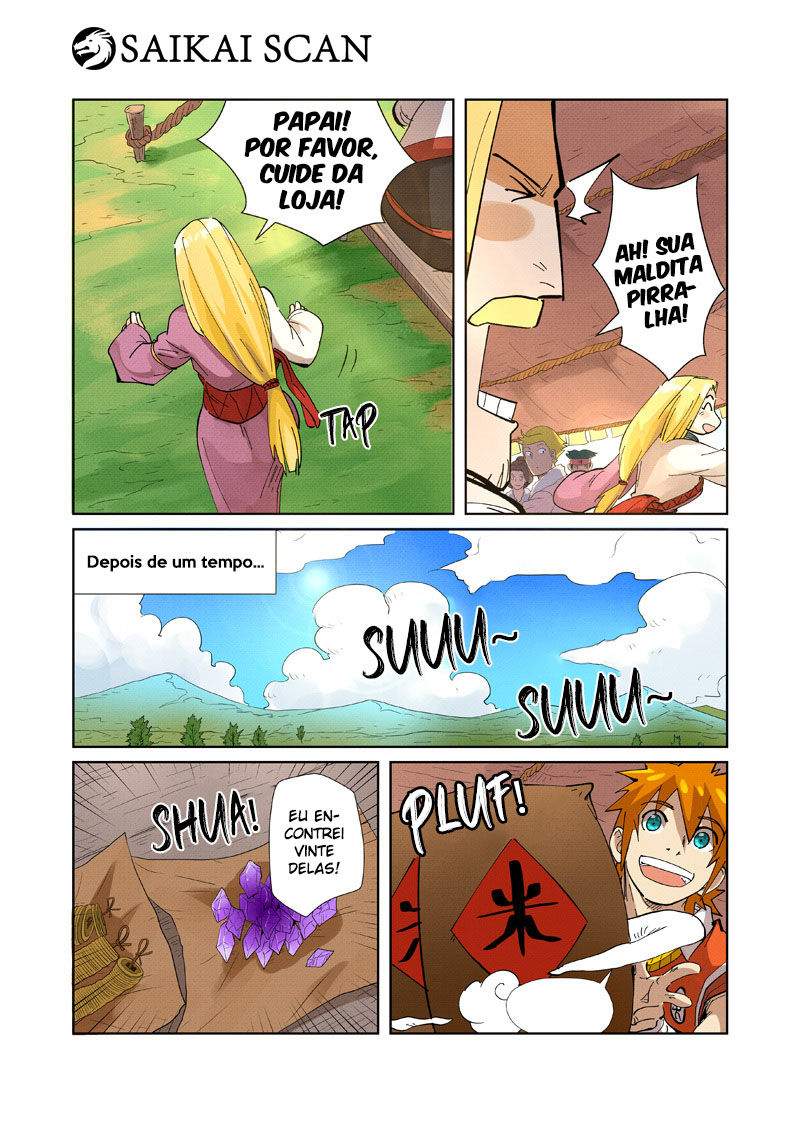 SAIKAI SCAN
PAPAI!
POR FAVOR,
CUIDE DA
LOJA!
TAP
AH! SUA
MALDITA
PIRRA-
LHA!
Depois de um tempo...
SUUU~
SUUU~
SHUA!
EU EN-
CONTREI
VINTE
DELAS!
PLUF!
米